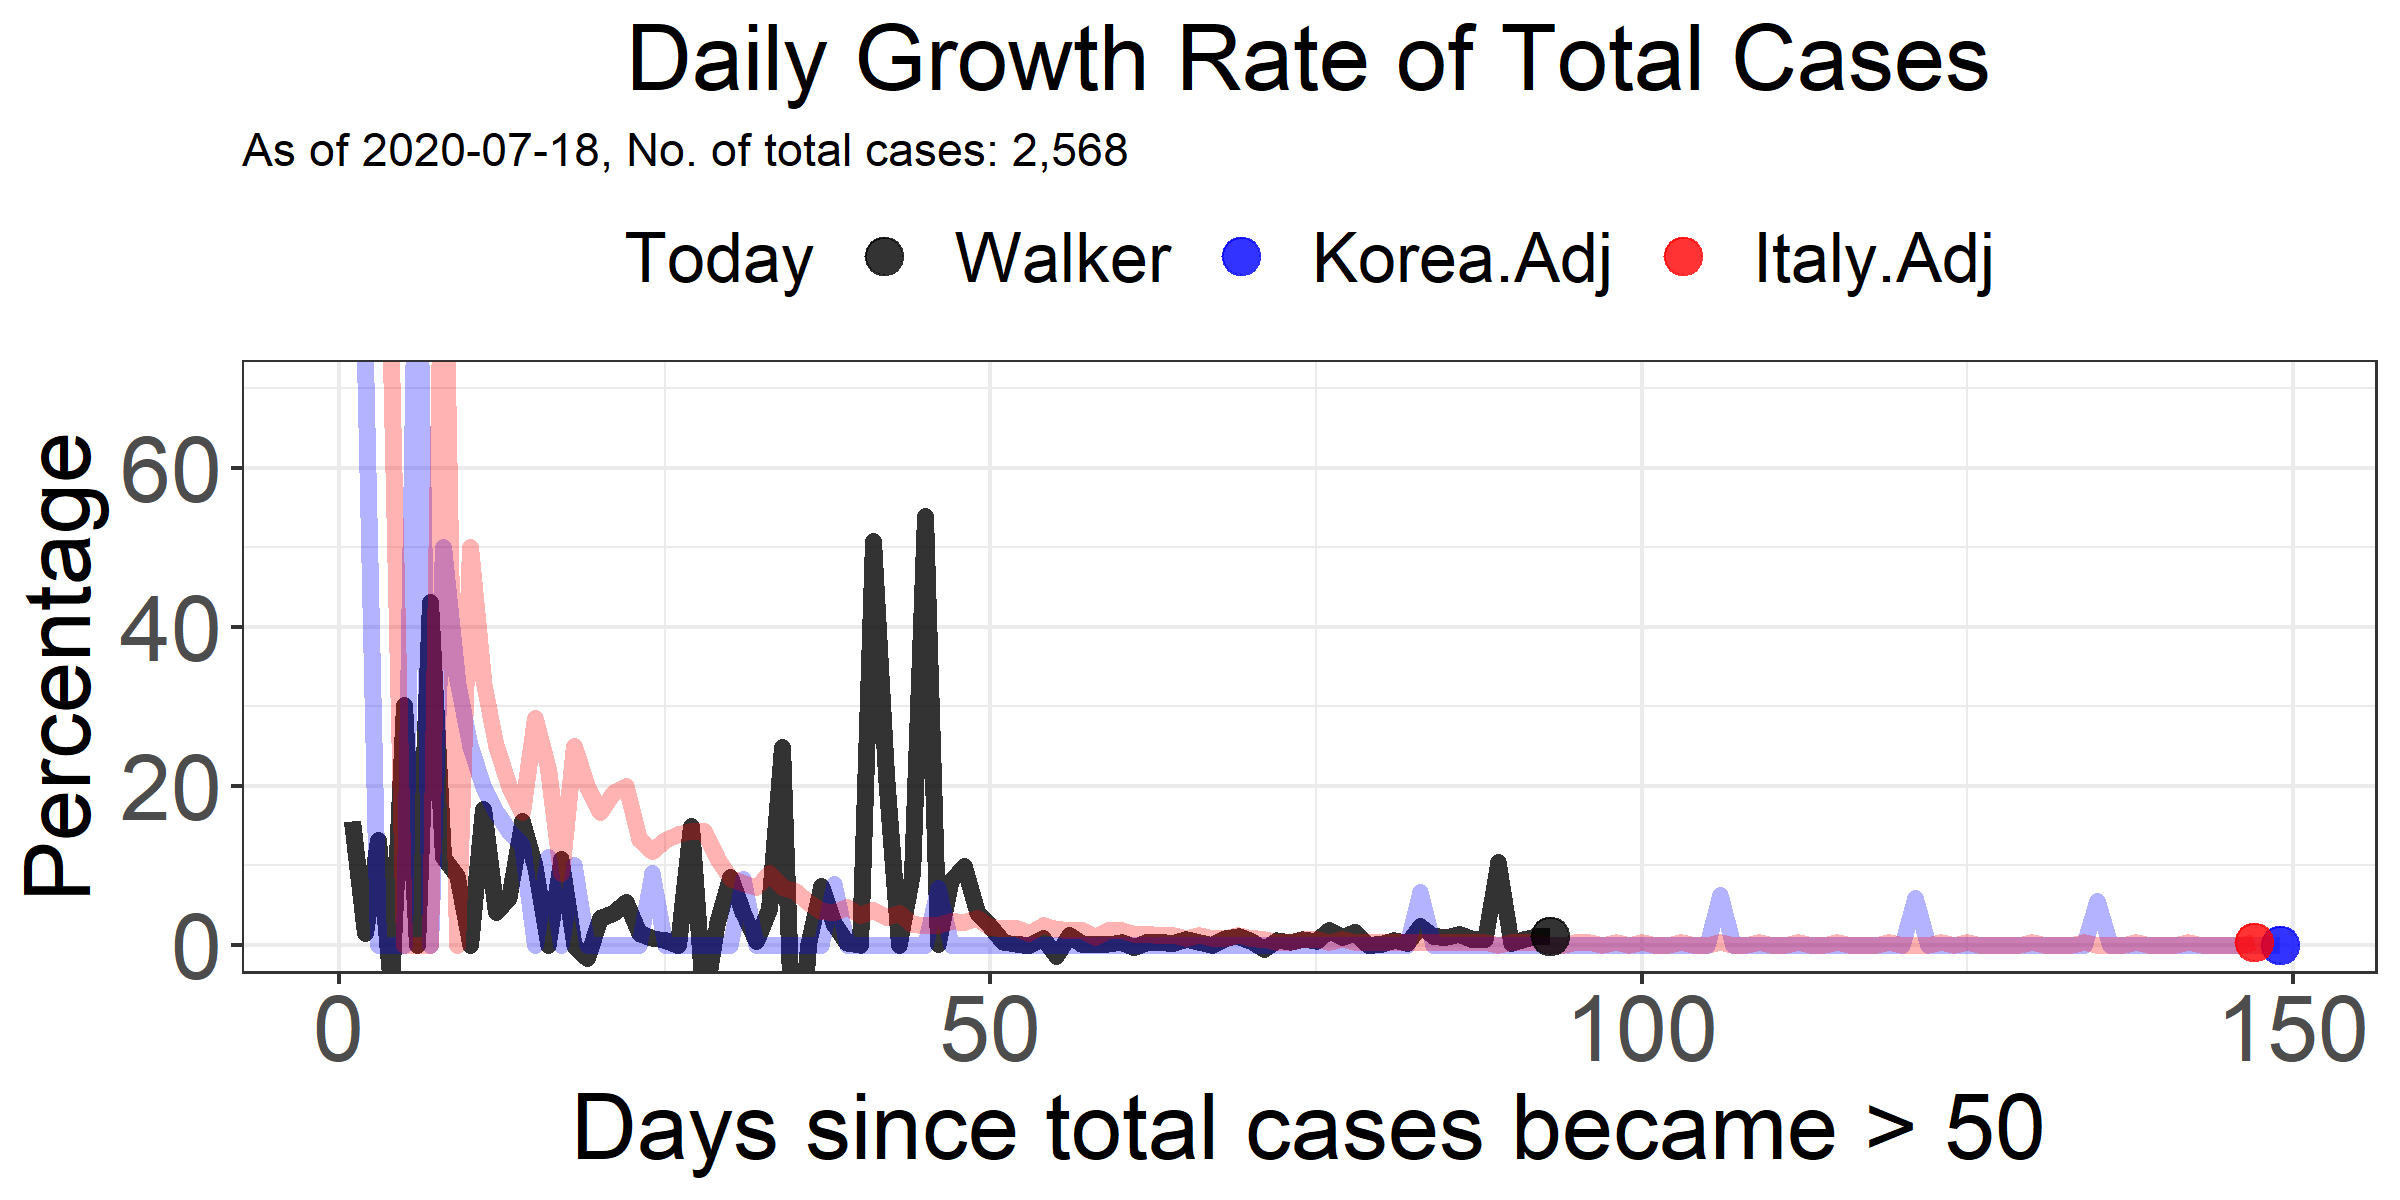 Daily Growth Rate of Total Cases
As of 2020-07-18, No. of total cases: 2,568
Today Walker Korea.Adj Italy.Adj
Percentage
60
40
20
0
0 50 100 150
Days since total cases became > 50